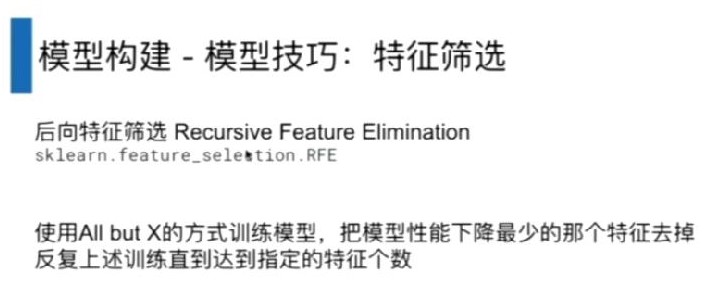 模型构建 - 模型技巧：特征筛选
后向特征筛选 Recursive Feature Elimination
sklearn.feature_selection.RFE
使用All but X的方式训练模型，把模型性能下降最少的那个特征去掉
反复上述训练直到达到指定的特征个数